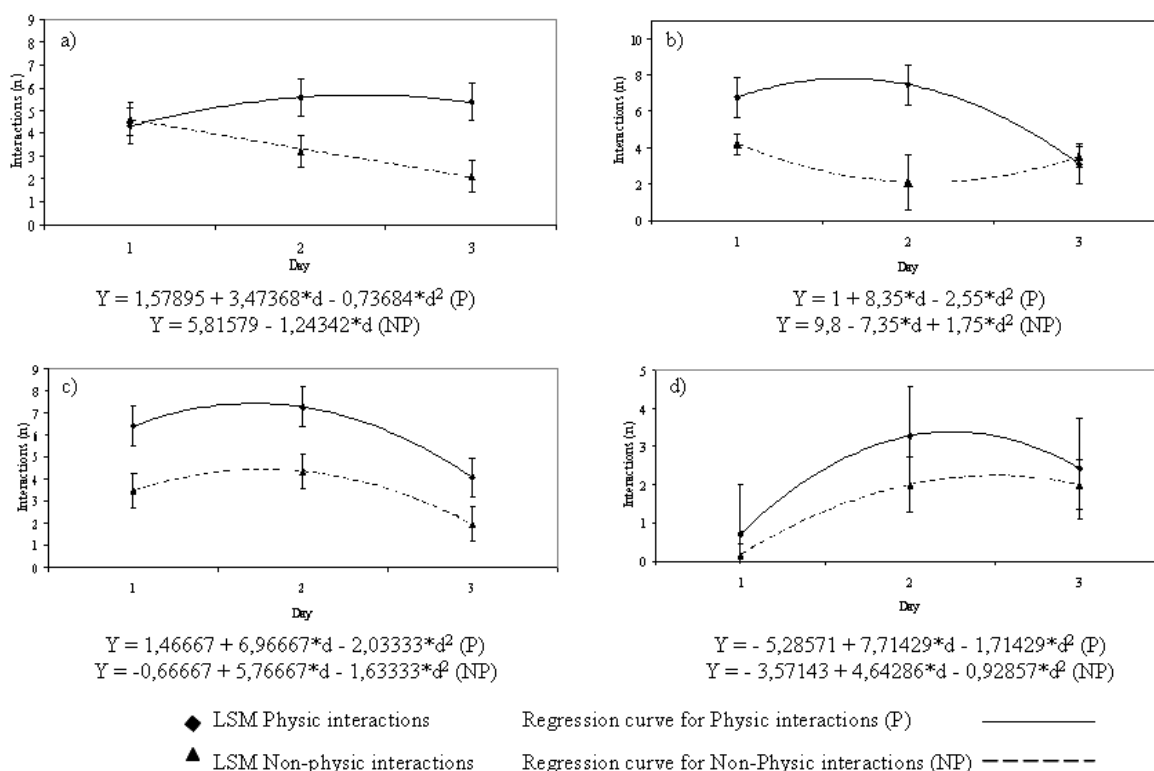 a)
9
8
7
6
5
4
3
2
1
0
Interactions (n)
1 2 3
Day
Y = 1,57895 + 3,47368*d - 0,73684*d² (P)
Y = 5,81579 - 1,24342*d (NP)
b)
10
8
6
4
2
0
Interactions (n)
1 2 3
Day
Y = 1 + 8,35*d - 2,55*d² (P)
Y = 9,8 - 7,35*d + 1,75*d² (NP)
c)
9
8
7
6
5
4
3
2
1
0
Interactions (n)
1 2 3
Day
Y = 1,46667 + 6,96667*d - 2,03333*d² (P)
Y = -0,66667 + 5,76667*d - 1,63333*d² (NP)
d)
5
4
3
2
1
0
Interactions (n)
1 2 3
Day
Y = - 5,28571 + 7,71429*d - 1,71429*d² (P)
Y = - 3,57143 + 4,64286*d - 0,92857*d² (NP)
LSM Physic interactions
Regression curve for Physic interactions (P)
LSM Non-physic interactions
Regression curve for Non-Physic interactions (NP)